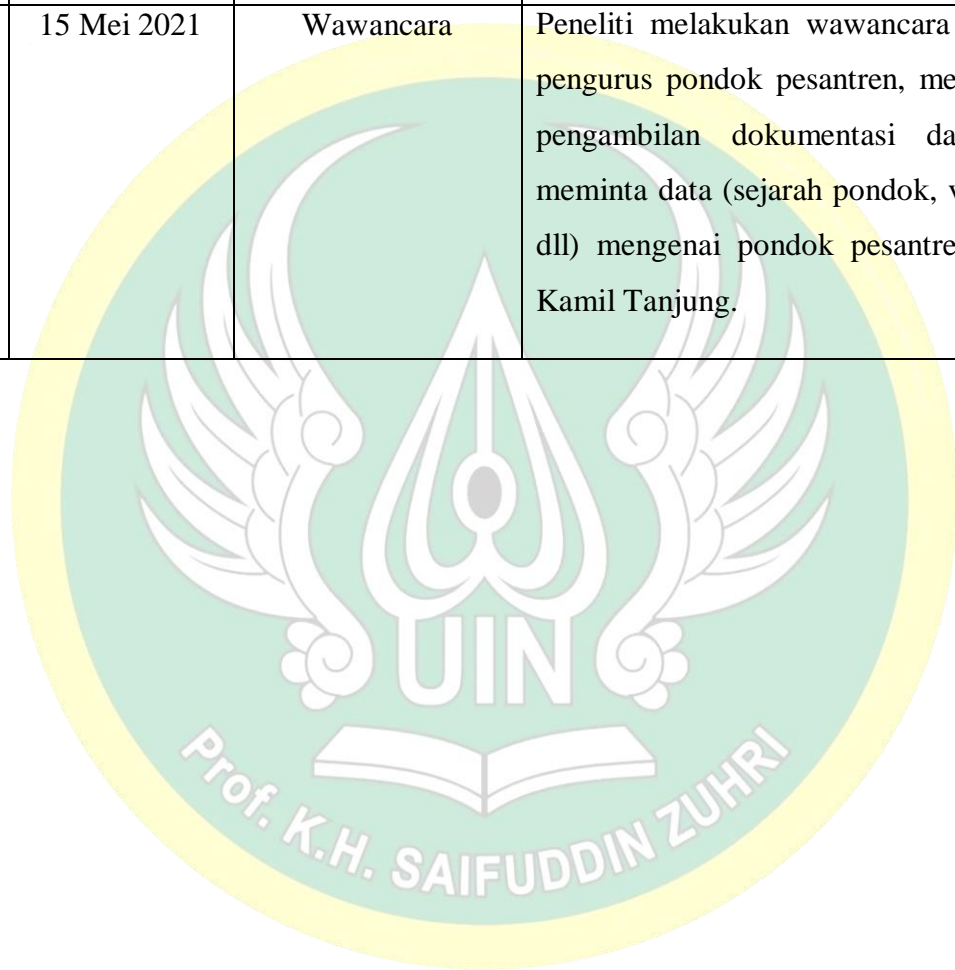 15 Mei 2021 Wawancara Peneliti melakukan wawancara
pengurus pondok pesantren, me
pengambilan dokumentasi da
meminta data (sejarah pondok, v
dll) mengenai pondok pesantre
Kamil Tanjung.
UIN
Prof. K.H. SAIFUDDIN ZUHRI